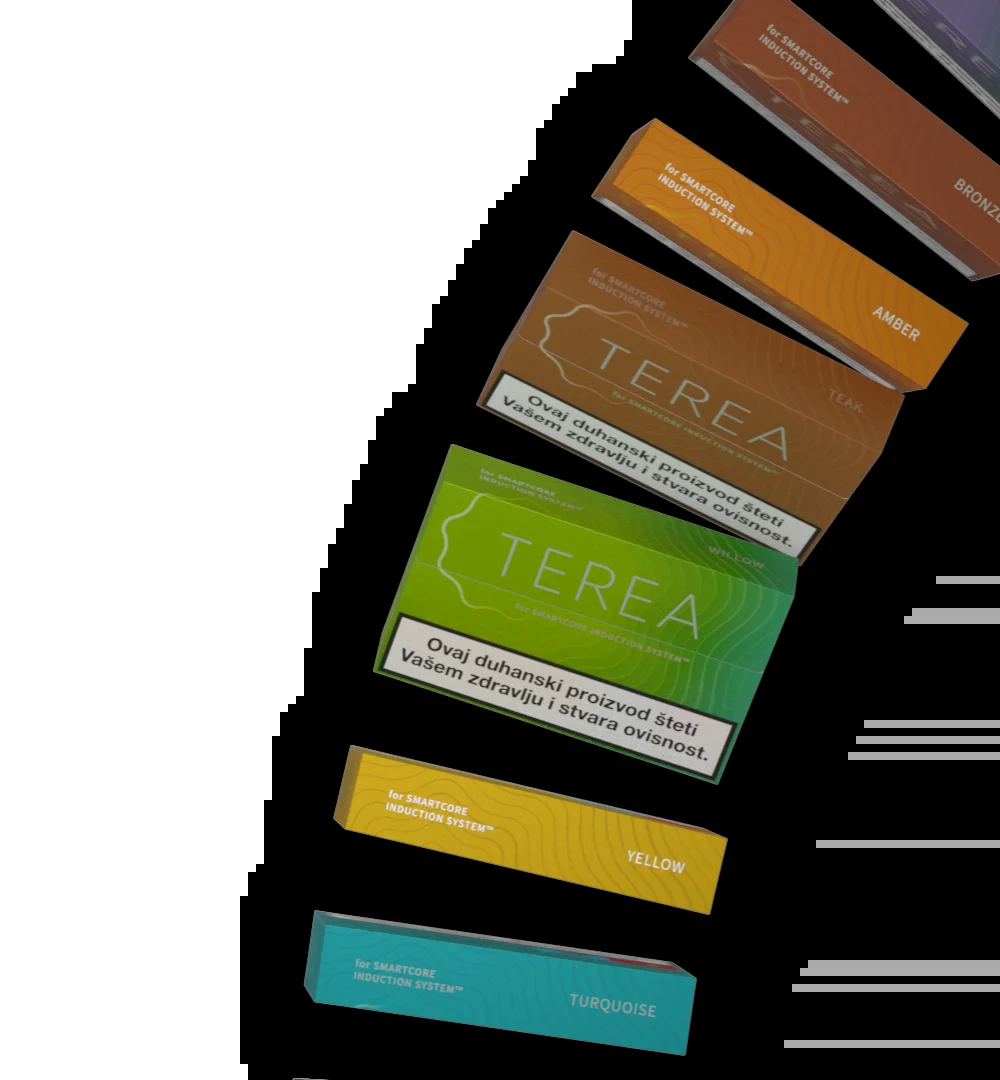 for SMARTCORE
INDUCTION SYSTEM™
TEREA
for SMARTCORE
INDUCTION SYSTEM™
AMBER
for SMARTCORE
INDUCTION SYSTEM™
TEAK
TEREA
for SMARTCORE INDUCTION SYSTEM™
Ovaj duhanski proizvod šteti
Vašem zdravlju i stvara ovisnost.
for SMARTCORE
INDUCTION SYSTEM™
WILLOW
TEREA
for SMARTCORE INDUCTION SYSTEM™
Ovaj duhanski proizvod šteti
Vašem zdravlju i stvara ovisnost.
for SMARTCORE
INDUCTION SYSTEM™
YELLOW
for SMARTCORE
INDUCTION SYSTEM™
TURQUOISE